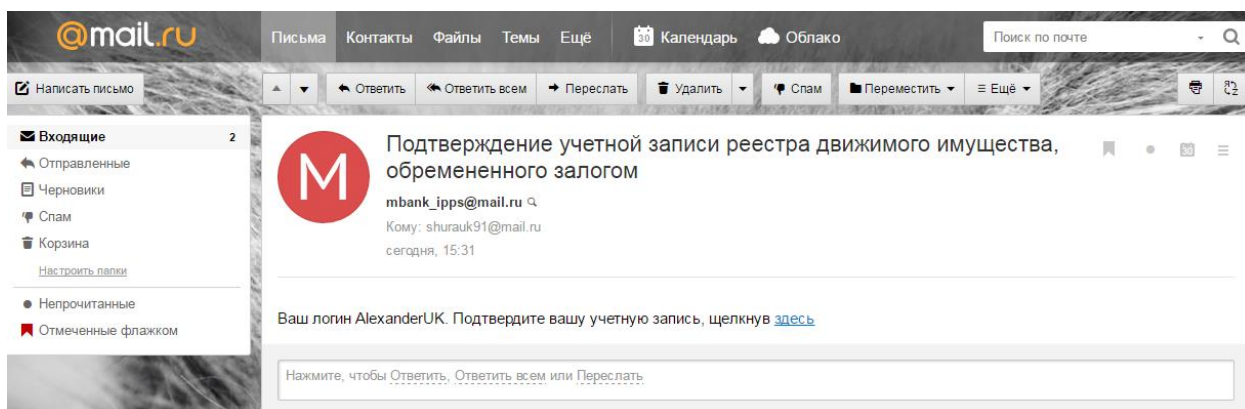 @mail.ru
Письма Контакты Файлы Темы Ещё 30 Календарь Облако Поиск по почте
Написать письмо Ответить Ответить всем Переслать Удалить Спам Переместить Ещё
Входящие 2
Отправленные
Черновики
Спам
Корзина
Настроить папки
Непрочитанные
Отмеченные флажком
Подтверждение учетной записи реестра движимого имущества,
обремененного залогом
М
30
mbank_ipps@mail.ru
Кому: shurauk91@mail.ru
сегодня, 15:31
Ваш логин AlexanderUK. Подтвердите вашу учетную запись, щелкнув здесь
Нажмите, чтобы Ответить, Ответить всем или Переслать